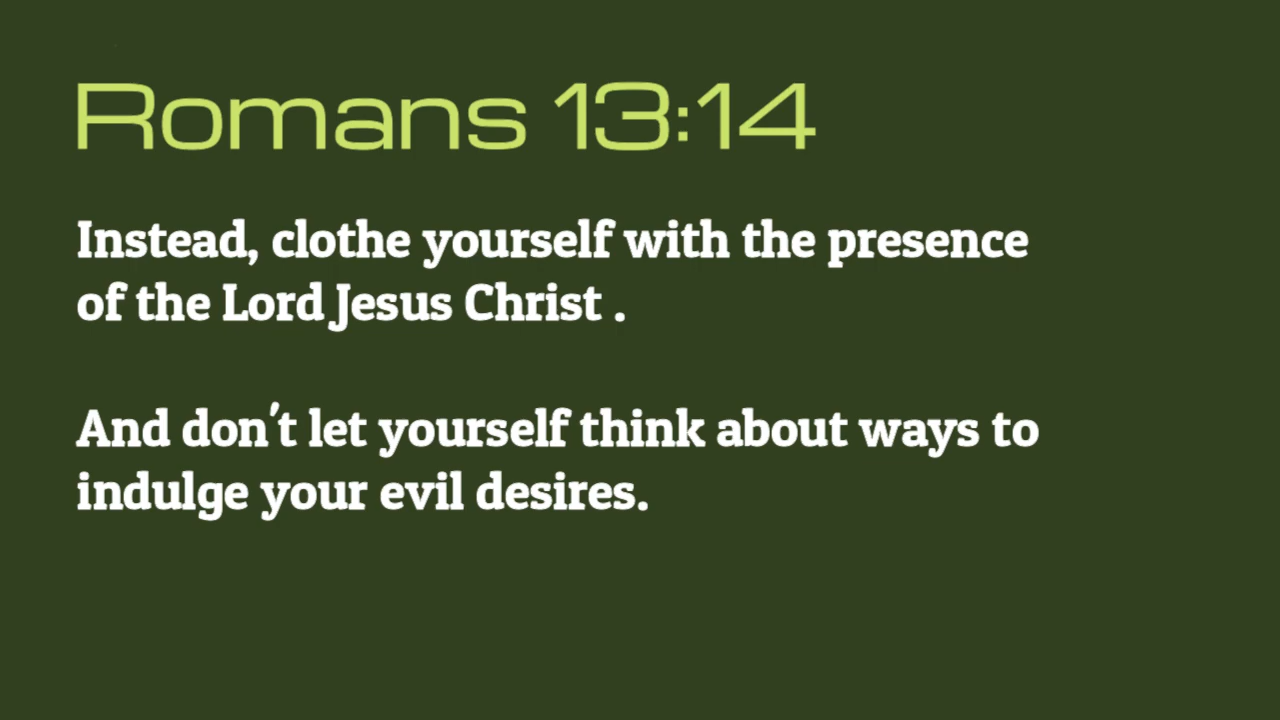 Romans 13:14
Instead, clothe yourself with the presence
of the Lord Jesus Christ .
And don't let yourself think about ways to
indulge your evil desires.